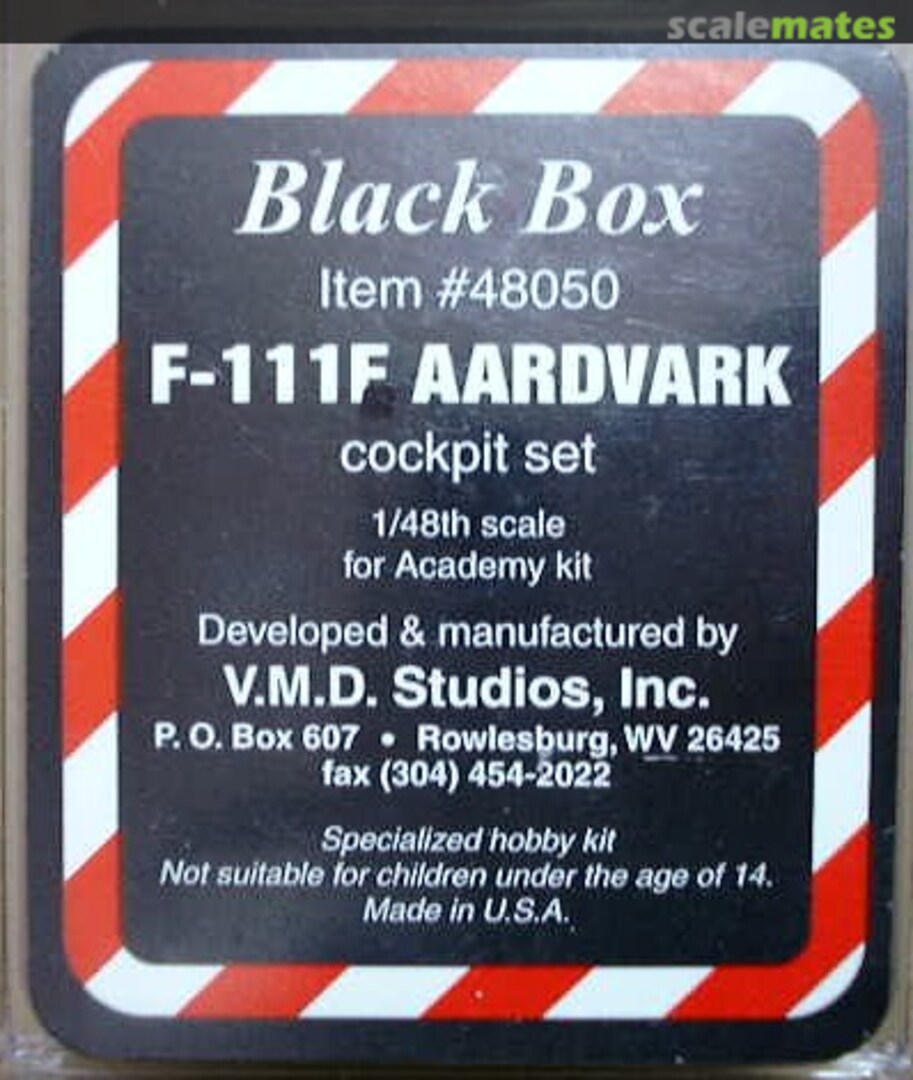 scalemates
Black Box
Item #48050
F-111F AARDVARK
cockpit set
1/48th scale
for Academy kit
Developed & manufactured by
V.M.D. Studios, Inc.
P. O. Box 607 • Rowlesburg, WV 26425
fax (304) 454-2022
Specialized hobby kit
Not suitable for children under the age of 14.
Made in U.S.A.